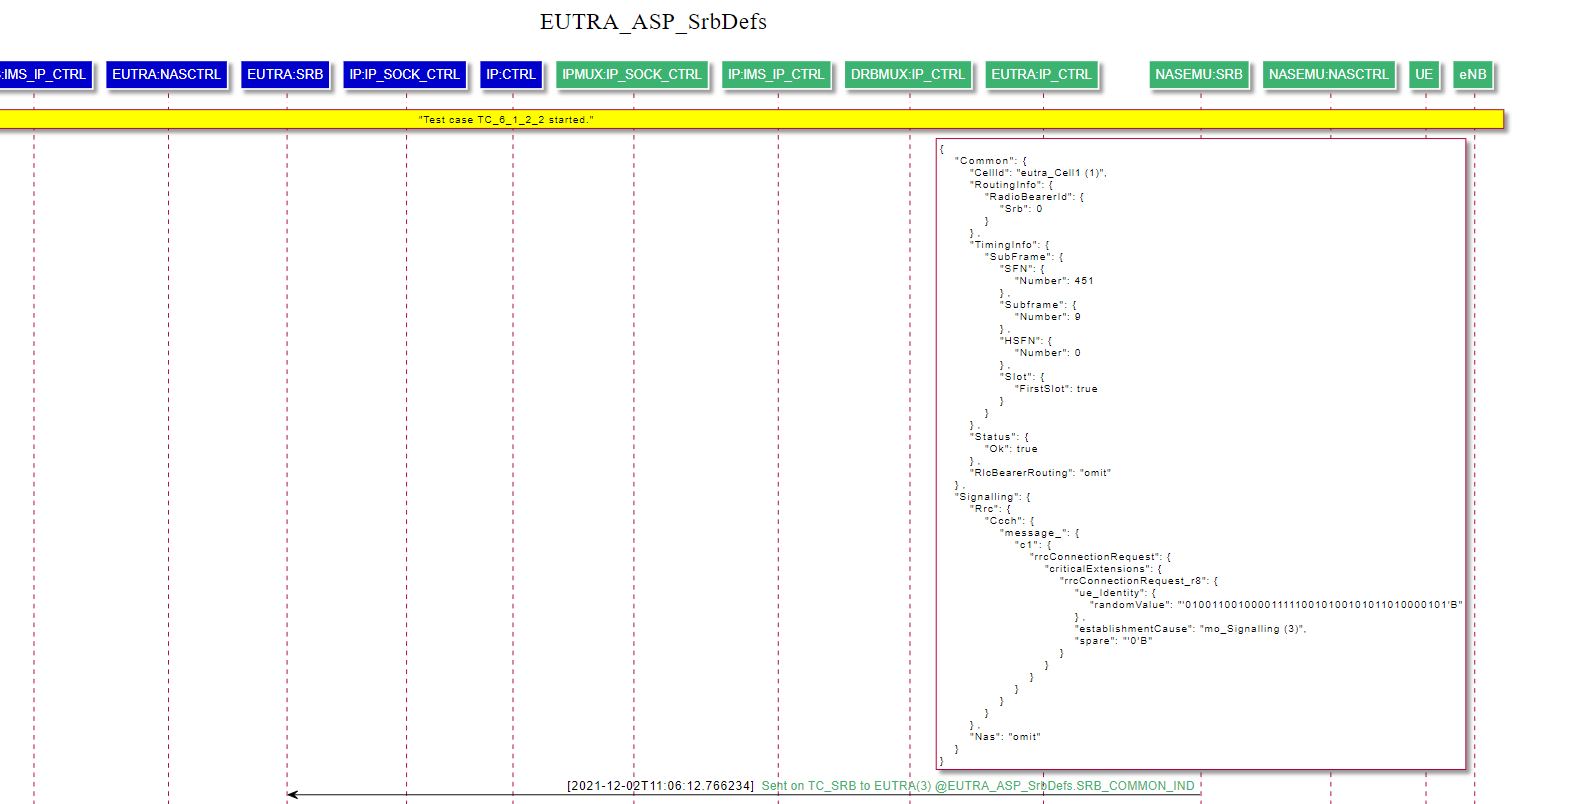 EUTRA_ASP_SrbDefs
:IMS_IP_CTRL EUTRA:NASCTRL EUTRA:SRB IP:IP_SOCK_CTRL IP:CTRL IPMUX:IP_SOCK_CTRL IP:IMS_IP_CTRL DRBMUX:IP_CTRL EUTRA:IP_CTRL NASEMU:SRB NASEMU:NASCTRL UE eNB
"Test case TC_6_1_2_2 started."
{
"Common": {
"CellId": "eutra_Cell1 (1)",
"RoutingInfo": {
"RadioBearerId": {
"Srb": 0
}
},
"TimingInfo": {
"SubFrame": {
"SFN": {
"Number": 451
},
"Subframe": {
"Number": 9
},
"HSFN": {
"Number": 0
},
"Slot": {
"FirstSlot": true
}
}
},
"Status": {
"Ok": true
},
"RlcBearerRouting": "omit"
},
"Signalling": {
"Rrc": {
"Ccch": {
"message_": {
"c1": {
"rrcConnectionRequest": {
"criticalExtensions": {
"rrcConnectionRequest_r8": {
"ue_Identity": {
"randomValue": "'0100110010000111110010100101011010000101'B"
},
"establishmentCause": "mo_Signalling (3)",
"spare": "'0'B"
}
}
}
}
}
}
},
"Nas": "omit"
}
}
[2021-12-02T11:06:12.766234] Sent on TC_SRB to EUTRA(3) @EUTRA_ASP_SrbDefs.SRB_COMMON_IND